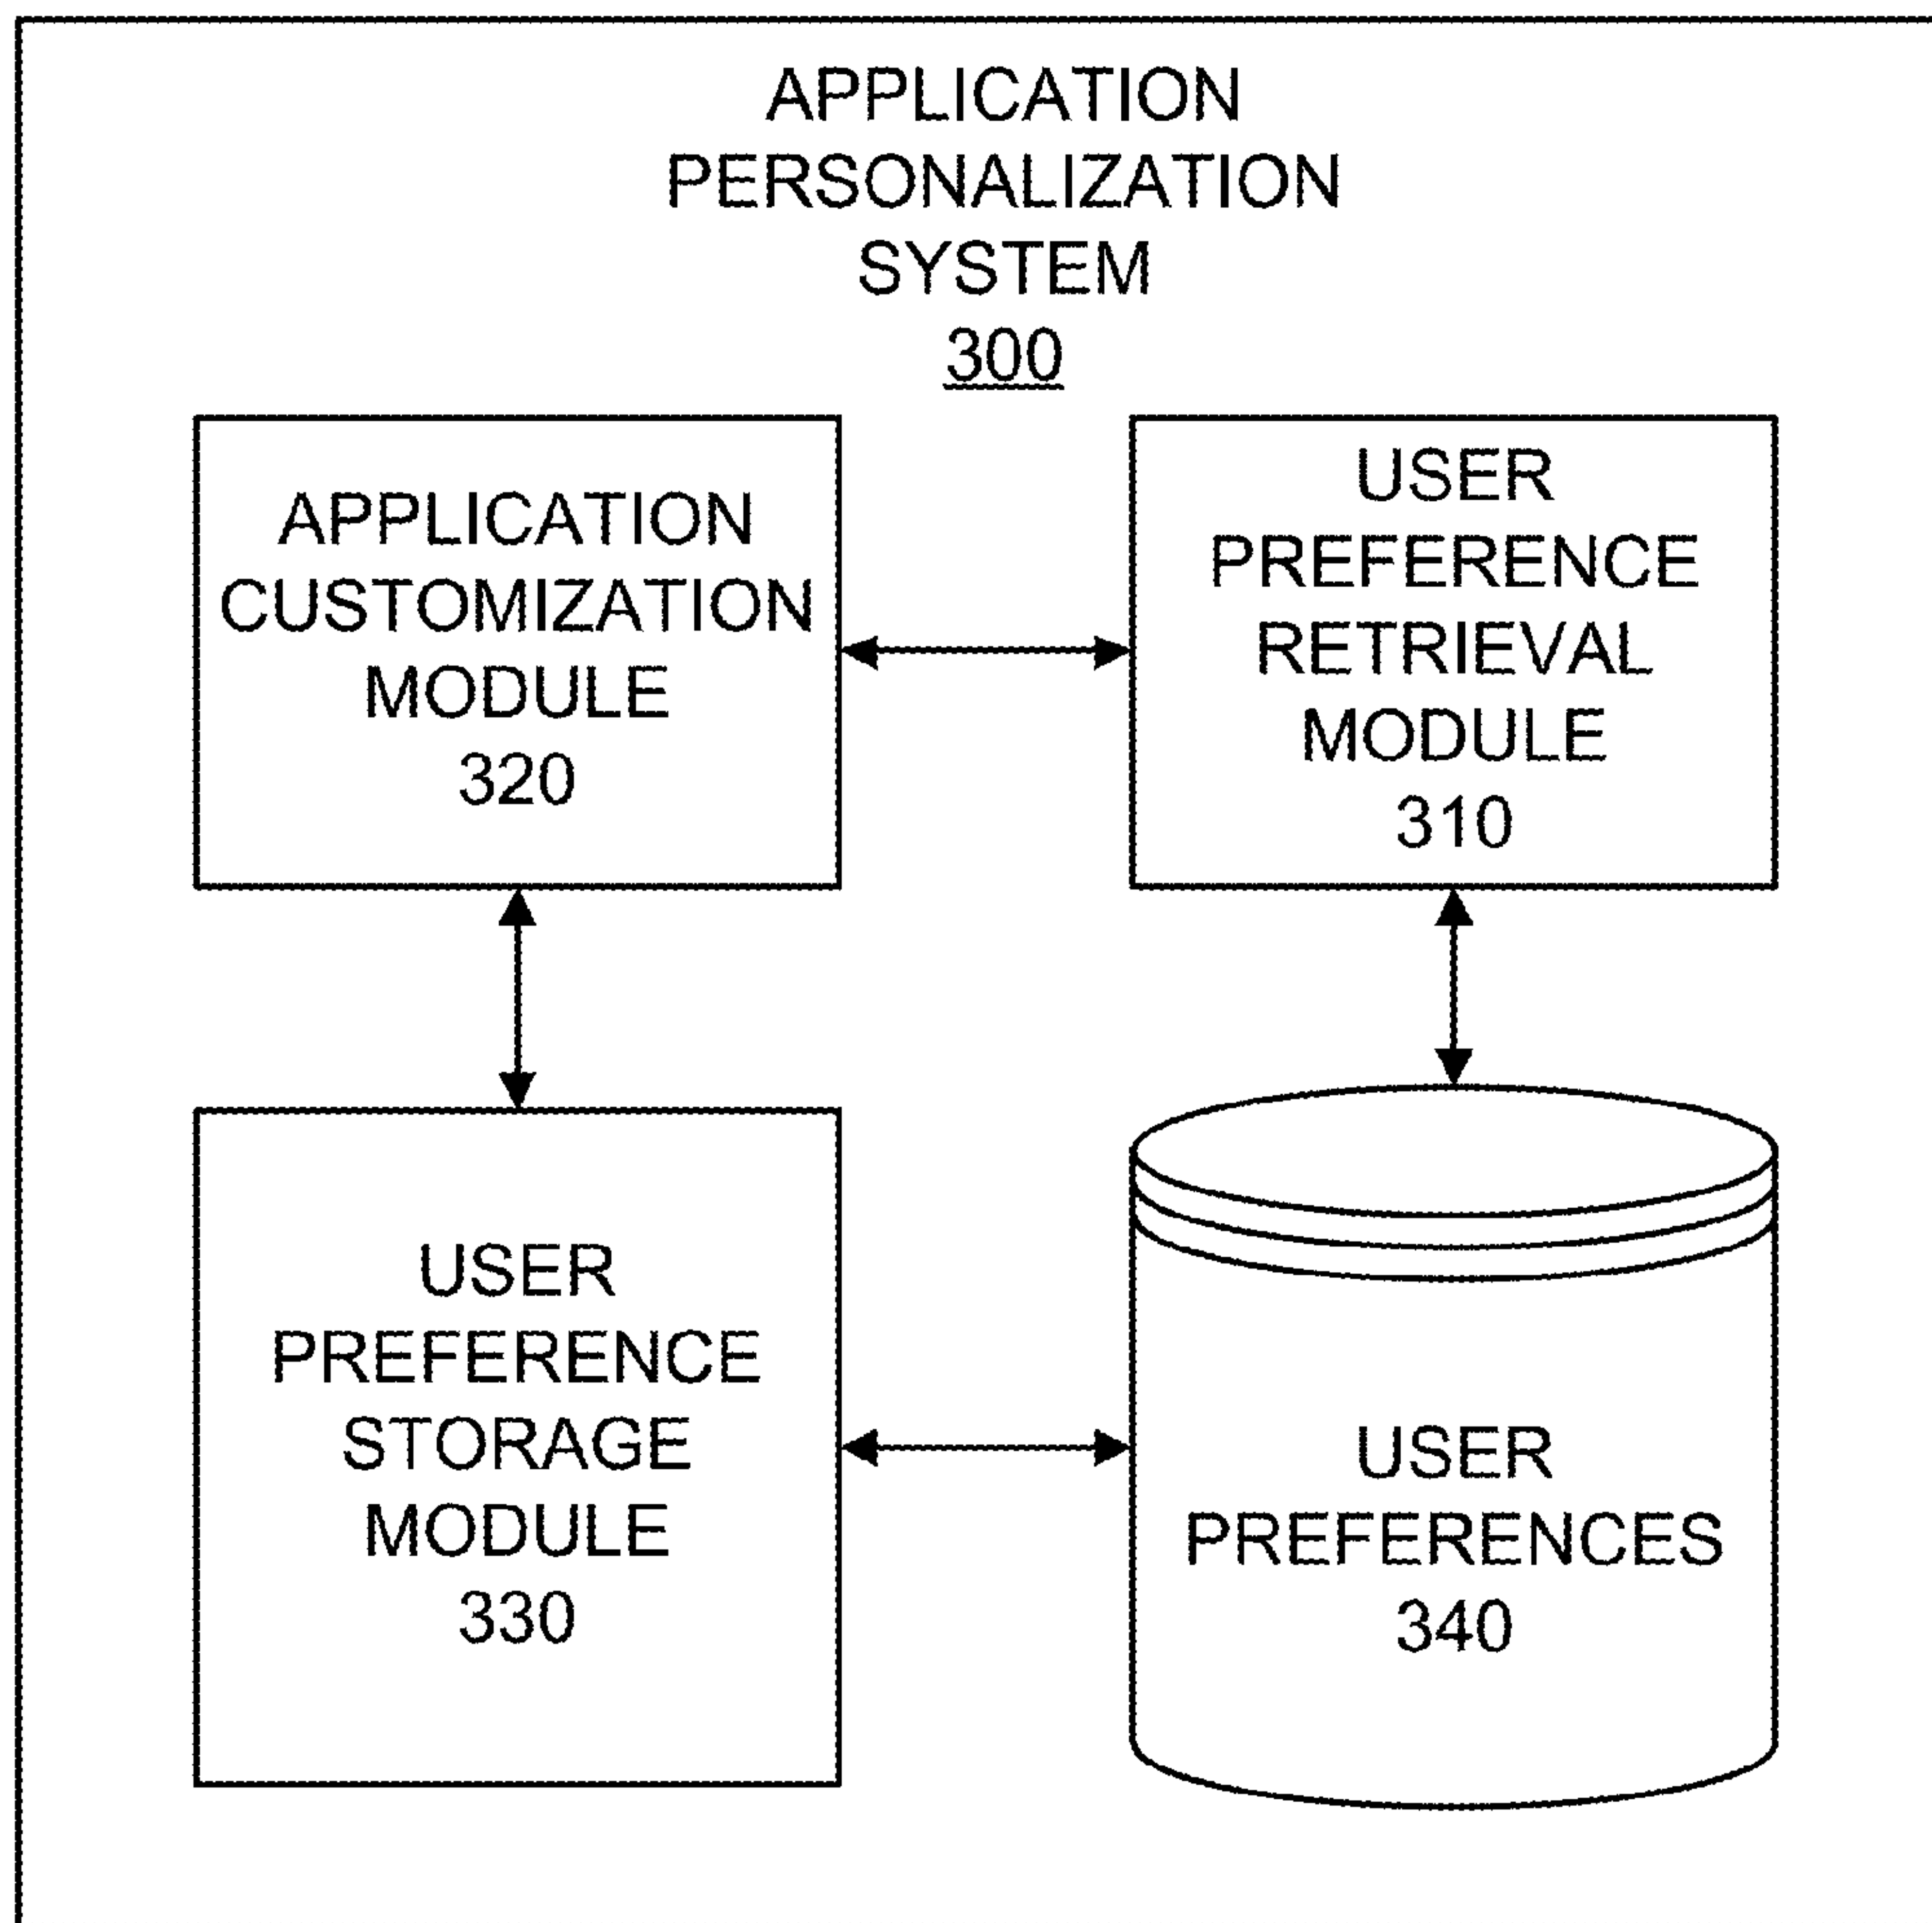 APPLICATION
PERSONALIZATION
SYSTEM
300
APPLICATION
CUSTOMIZATION
MODULE
320
USER
PREFERENCE
RETRIEVAL
MODULE
310
USER
PREFERENCE
STORAGE
MODULE
330
USER
PREFERENCES
340